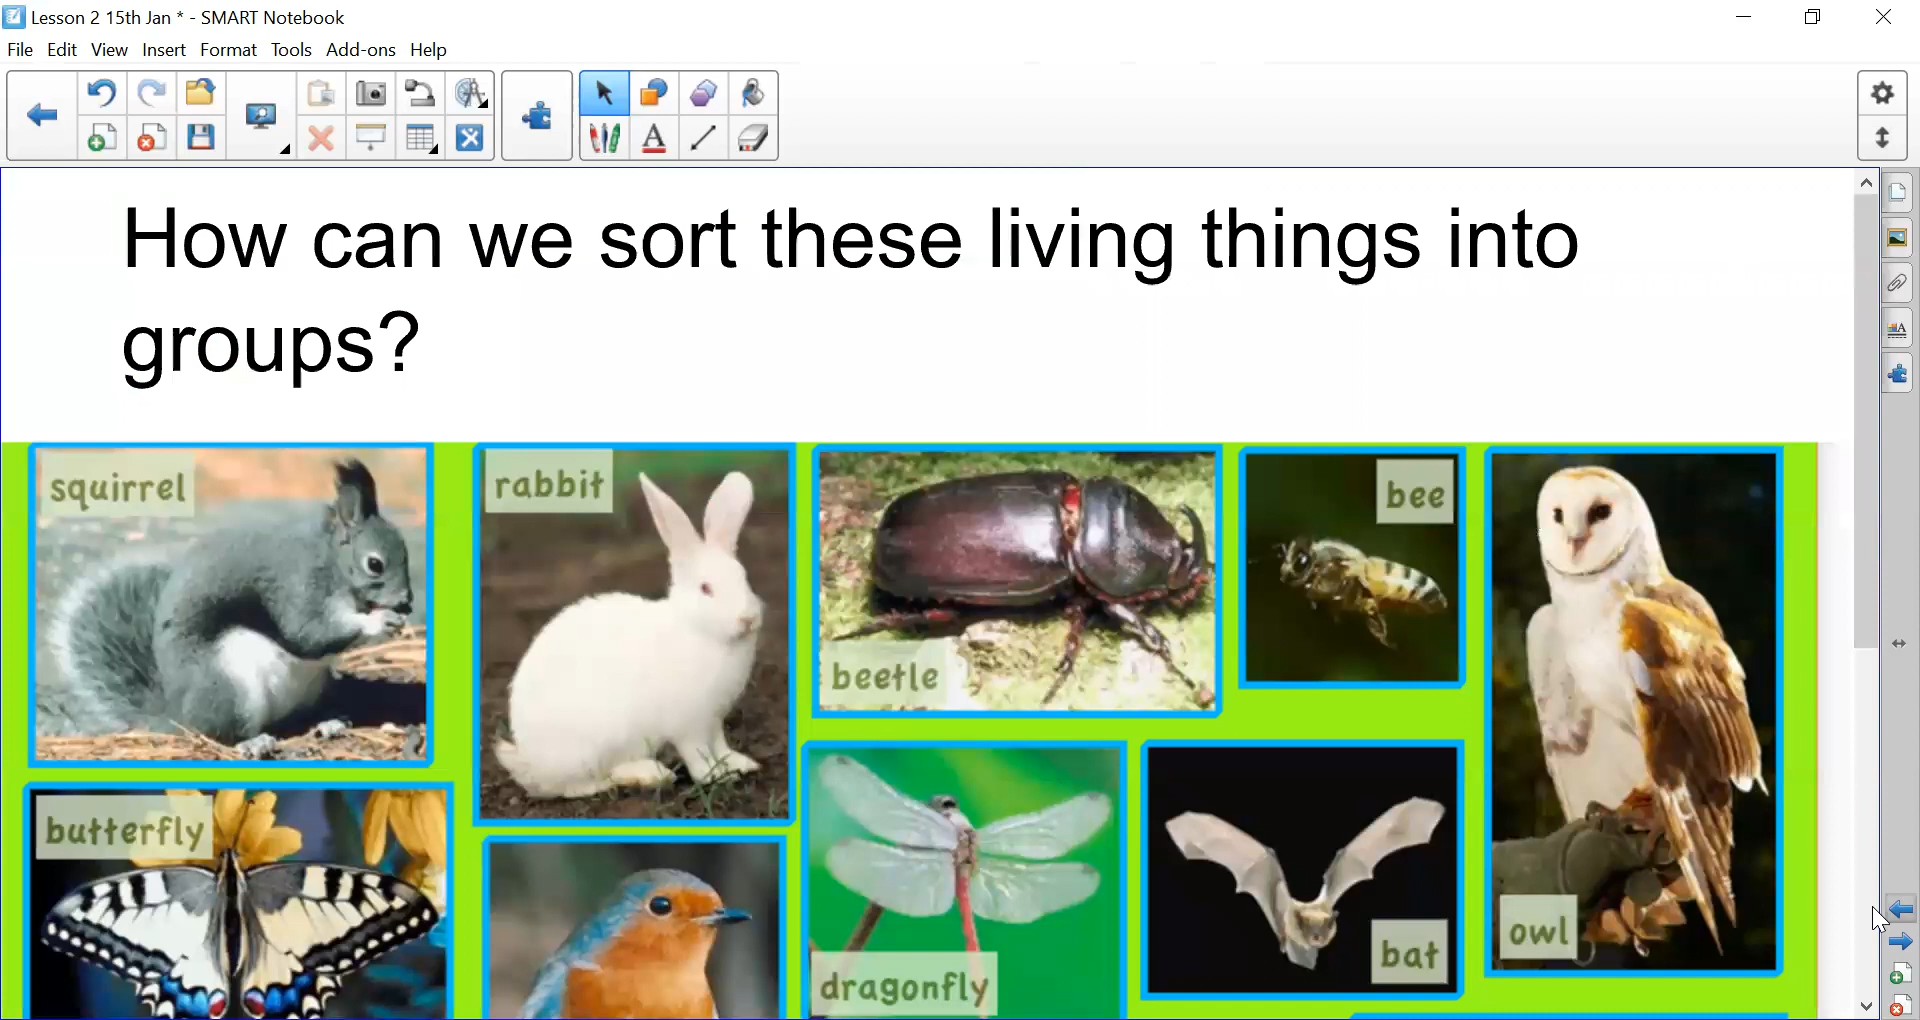 Lesson 2 15th Jan * - SMART Notebook
File Edit View Insert Format Tools Add-ons Help
How can we sort these living things into
groups?
squirrel
rabbit
beetle
bee
owl
butterfly
dragonfly
bat